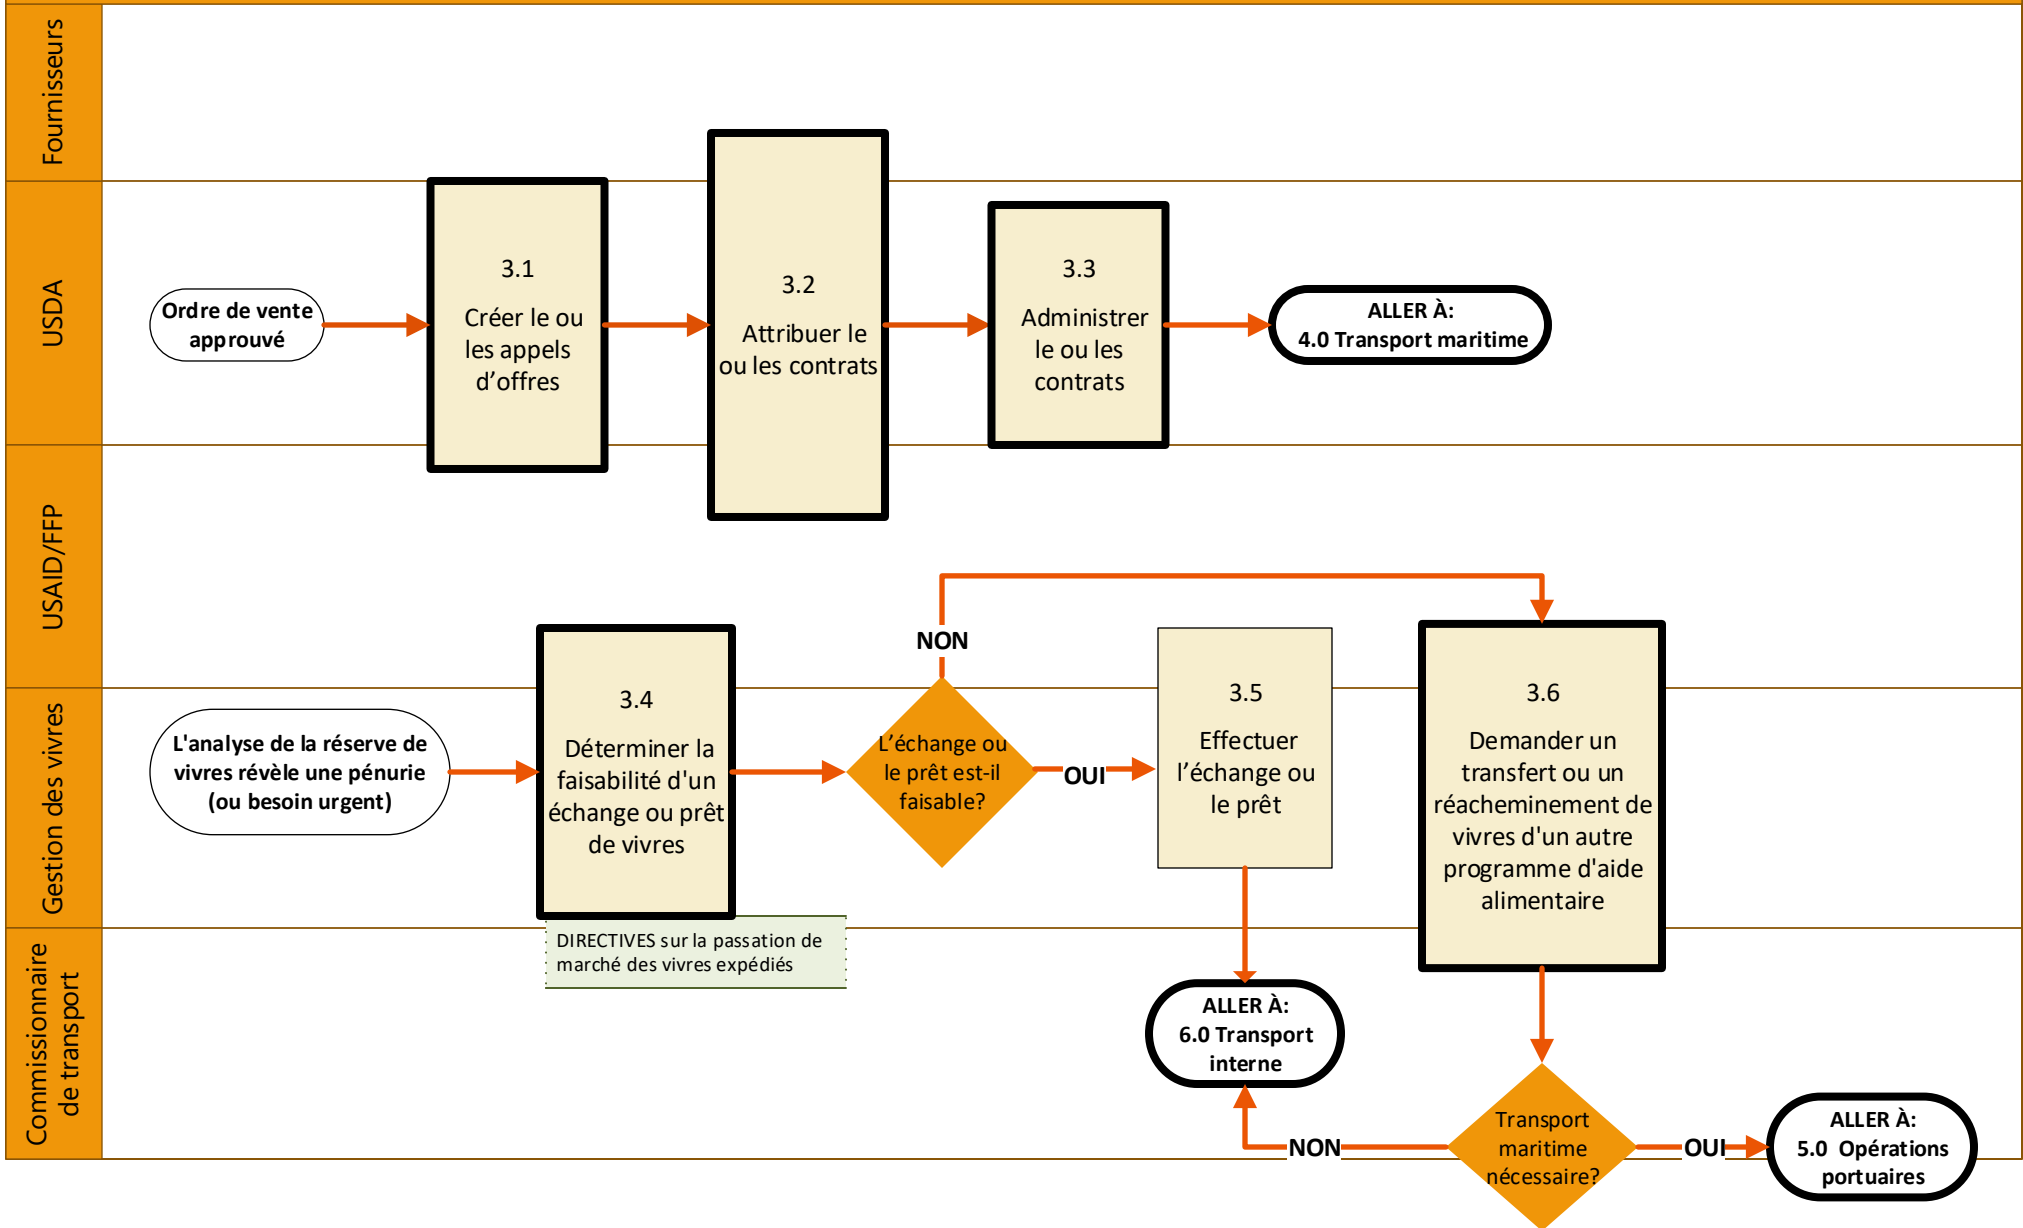 Fournisseurs
USDA
Ordre de vente
approuvé
3.1
Créer le ou
les appels
d’offres
3.2
Attribuer le
ou les contrats
3.3
Administrer
le ou les
contrats
ALLER À:
4.0 Transport maritime
USAID/FFP
Gestion des vivres
L'analyse de la réserve de
vivres révèle une pénurie
(ou besoin urgent)
3.4
Déterminer la
faisabilité d'un
échange ou prêt
de vivres
DIRECTIVES sur la passation de
marché des vivres expédiés
L’échange ou
le prêt est-il
faisable?
NON
OUI
3.5
Effectuer
l’échange ou
le prêt
3.6
Demander un
transfert ou un
réacheminement de
vivres d'un autre
programme d'aide
alimentaire
Commissionnaire
de transport
ALLER À:
6.0 Transport
interne
NON
Transport
maritime
nécessaire?
OUI
ALLER À:
5.0 Opérations
portuaires